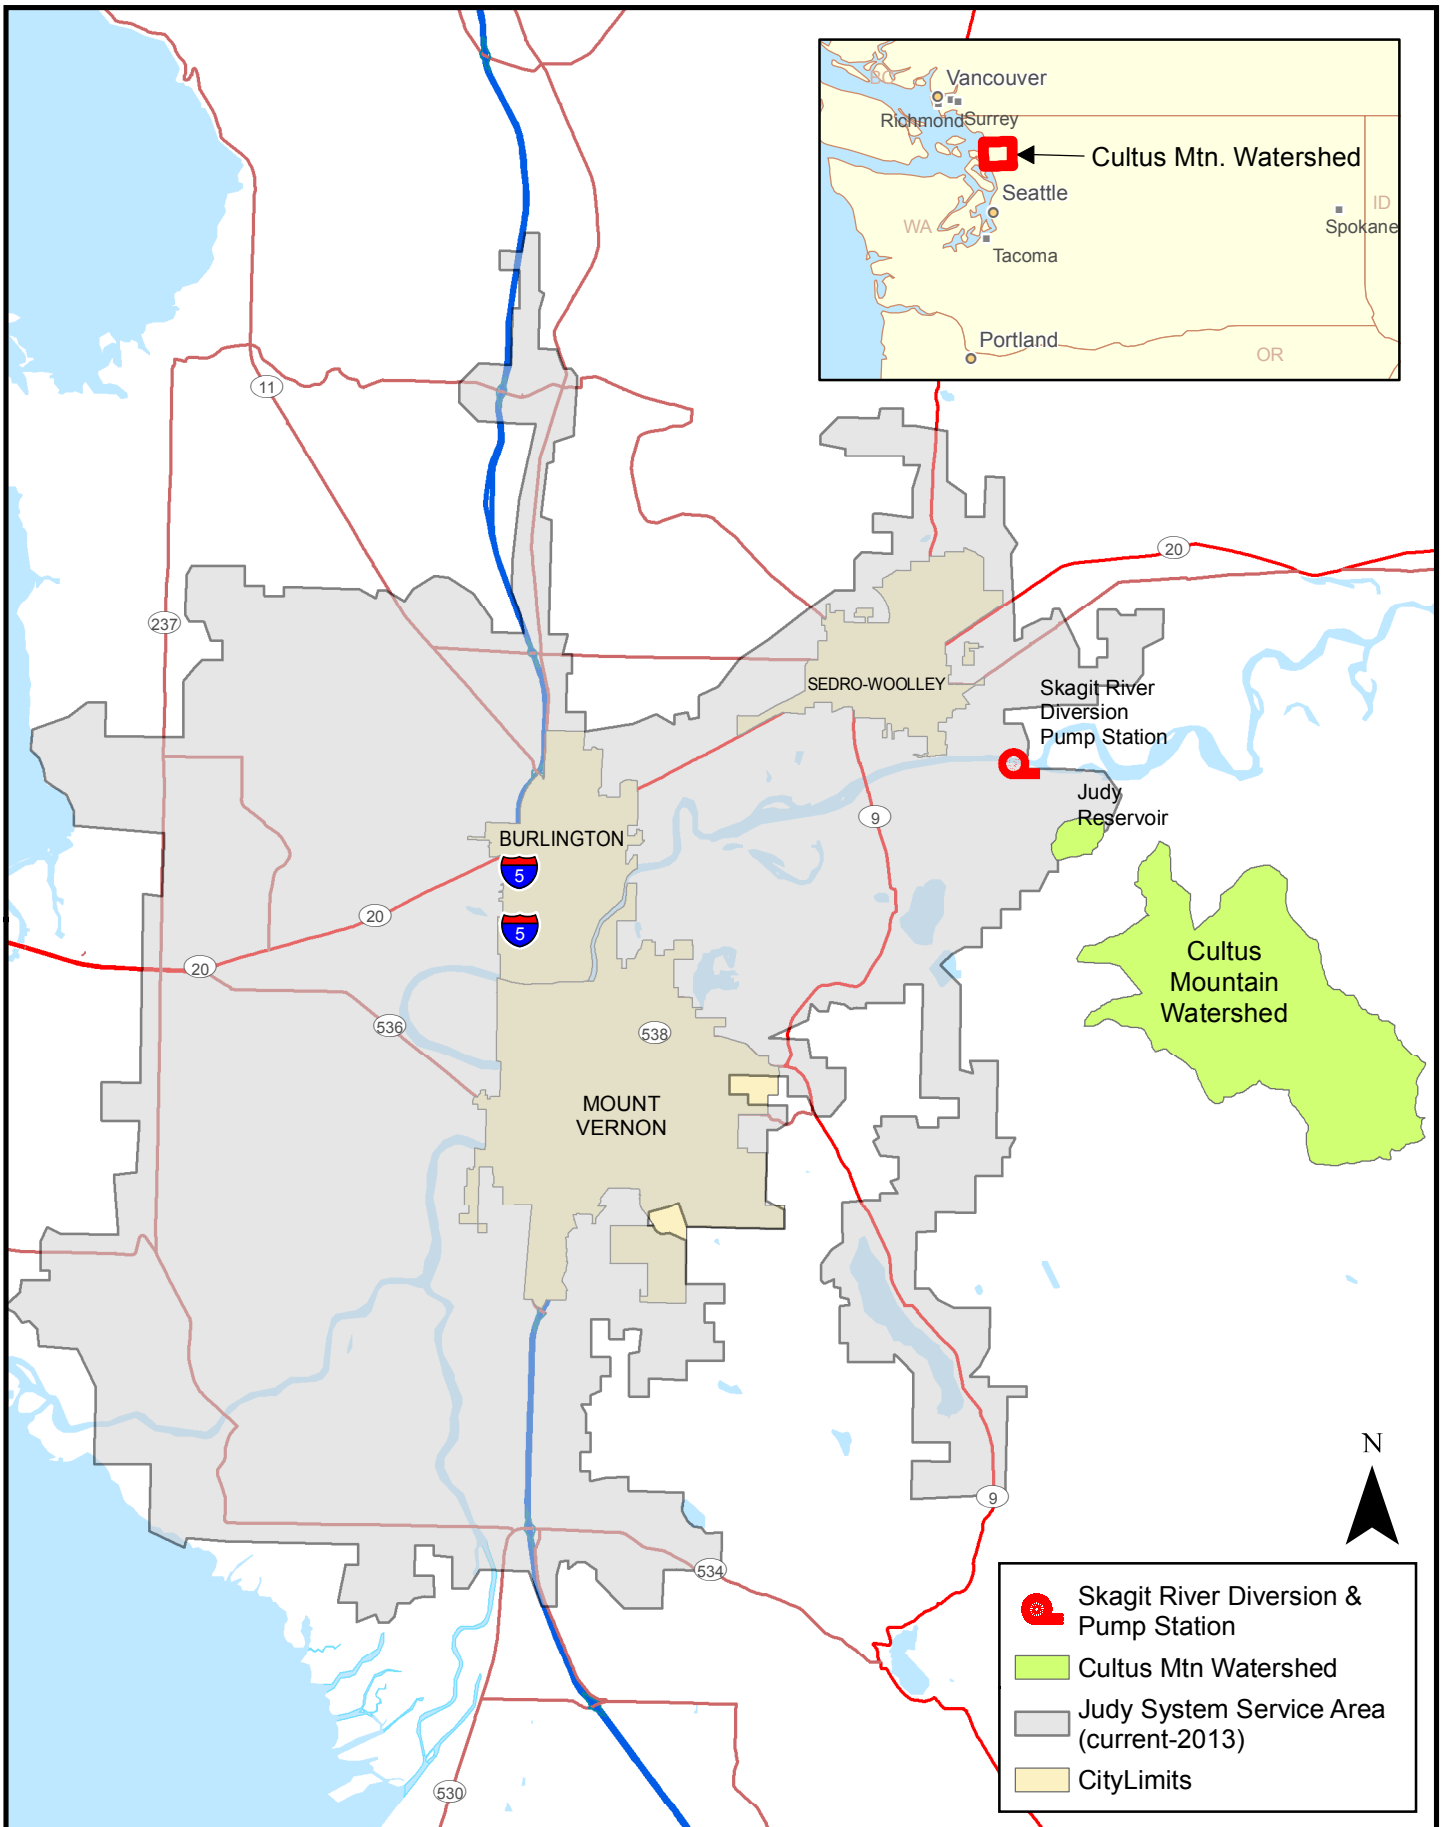 BC
Vancouver
Richmond
Surrey
Cultus Mtn. Watershed
Seattle
WA
ID
Spokane
Tacoma
Portland
OR
11
20
237
SEDRO-WOOLLEY
Skagit River
Diversion
Pump Station
Judy
Reservoir
9
BURLINGTON
5
20
5
20
Cultus
Mountain
Watershed
536
538
MOUNT
VERNON
N
9
534
530
Skagit River Diversion &
Pump Station
Cultus Mtn Watershed
Judy System Service Area
(current-2013)
CityLimits